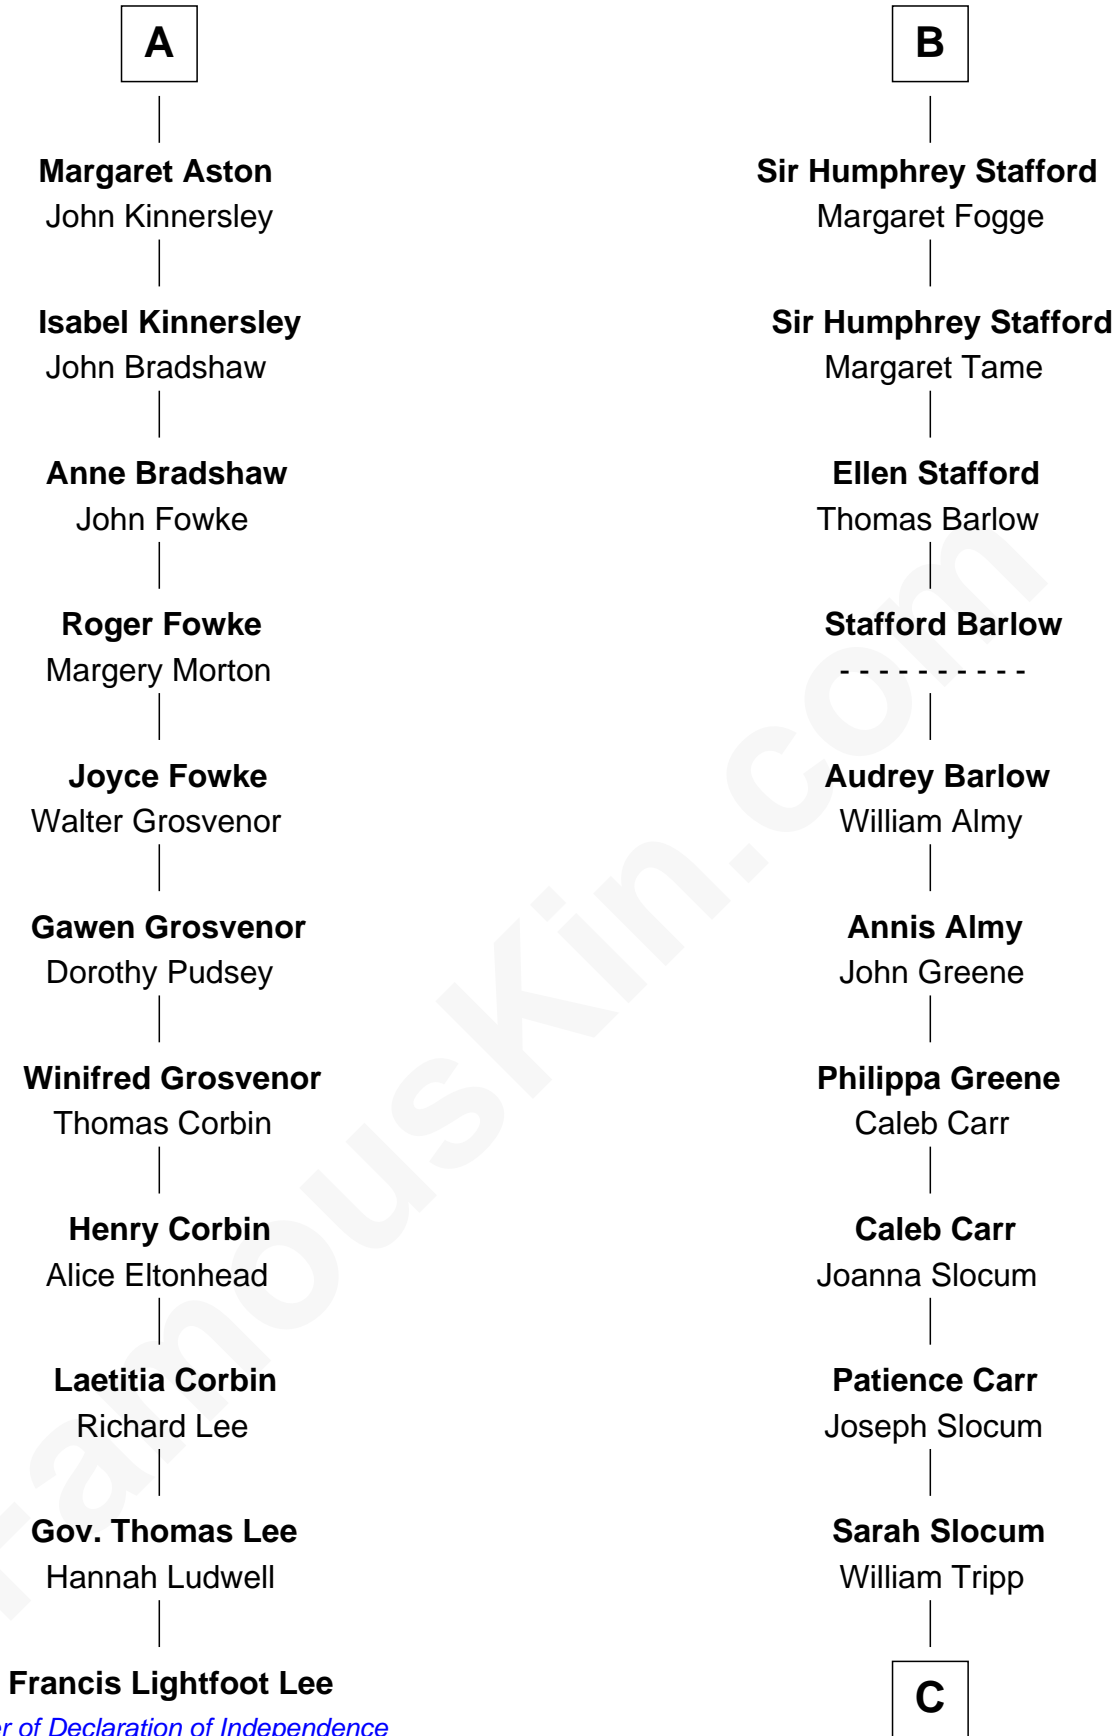 A
Margaret Aston
John Kinnersley
Isabel Kinnersley
John Bradshaw
Anne Bradshaw
John Fowke
Roger Fowke
Margery Morton
Joyce Fowke
Walter Grosvenor
Gawen Grosvenor
Dorothy Pudsey
Winifred Grosvenor
Thomas Corbin
Henry Corbin
Alice Eltonhead
Laetitia Corbin
Richard Lee
Gov. Thomas Lee
Hannah Ludwell
Francis Lightfoot Lee
of Declaration of Independence
B
Sir Humphrey Stafford
Margaret Fogge
Sir Humphrey Stafford
Margaret Tame
Ellen Stafford
Thomas Barlow
Stafford Barlow
- - - - - - - - - -
Audrey Barlow
William Almy
Annis Almy
John Greene
Philippa Greene
Caleb Carr
Caleb Carr
Joanna Slocum
Patience Carr
Joseph Slocum
Sarah Slocum
William Tripp
C
FamousKin.com